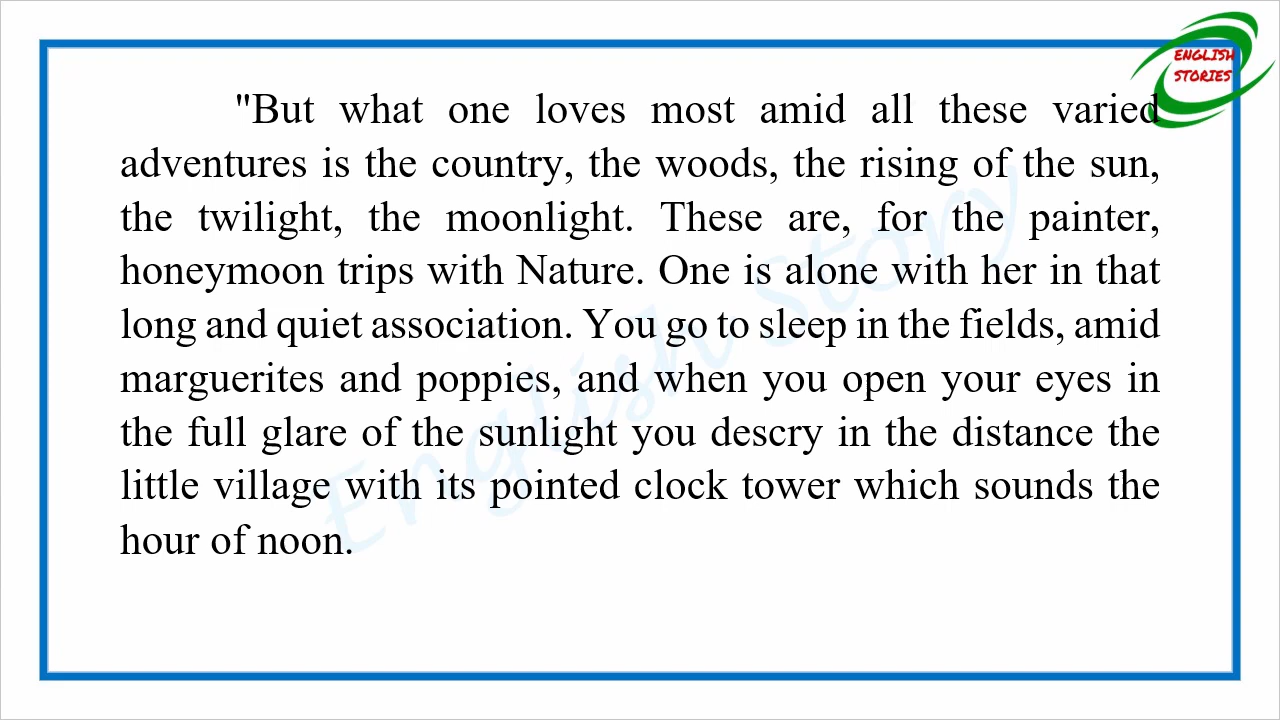 ENGLISH
STORIES
"But what one loves most amid all these varied
adventures is the country, the woods, the rising of the sun,
the twilight, the moonlight. These are, for the painter,
honeymoon trips with Nature. One is alone with her in that
long and quiet association. You go to sleep in the fields, amid
marguerites and poppies, and when you open your eyes in
the full glare of the sunlight you descry in the distance the
little village with its pointed clock tower which sounds the
hour of noon.
English Story